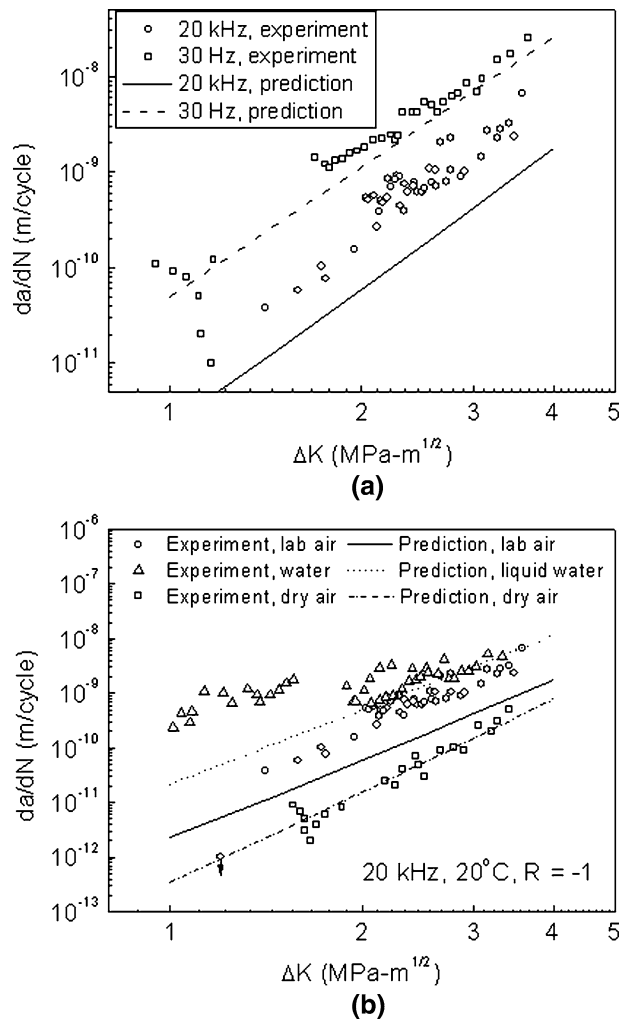 20 kHz, experiment
30 Hz, experiment
20 kHz, prediction
30 Hz, prediction
10⁻⁸
10⁻⁹
10⁻¹⁰
10⁻¹¹
da/dN (m/cycle)
1 2 3 4 5
ΔK (MPa-m^1/2)
(a)
10⁻⁶
10⁻⁷
10⁻⁸
10⁻⁹
10⁻¹⁰
10⁻¹¹
10⁻¹²
10⁻¹³
da/dN (m/cycle)
Experiment, lab air Prediction, lab air
Experiment, water Prediction, liquid water
Experiment, dry air Prediction, dry air
20 kHz, 20°C, R = -1
1 2 3 4 5
ΔK (MPa-m^1/2)
(b)